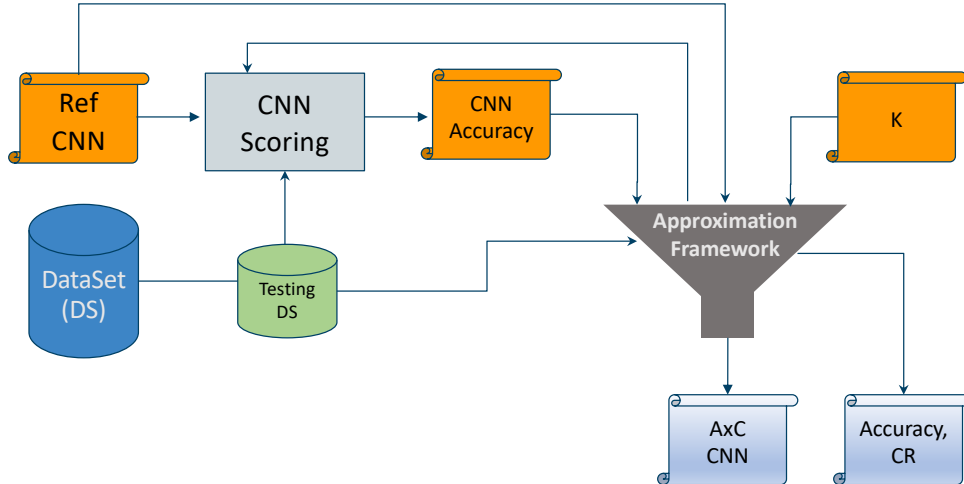 Ref
CNN
CNN
Scoring
CNN
Accuracy
K
DataSet
(DS)
Testing
DS
Approximation
Framework
AxC
CNN
Accuracy,
CR